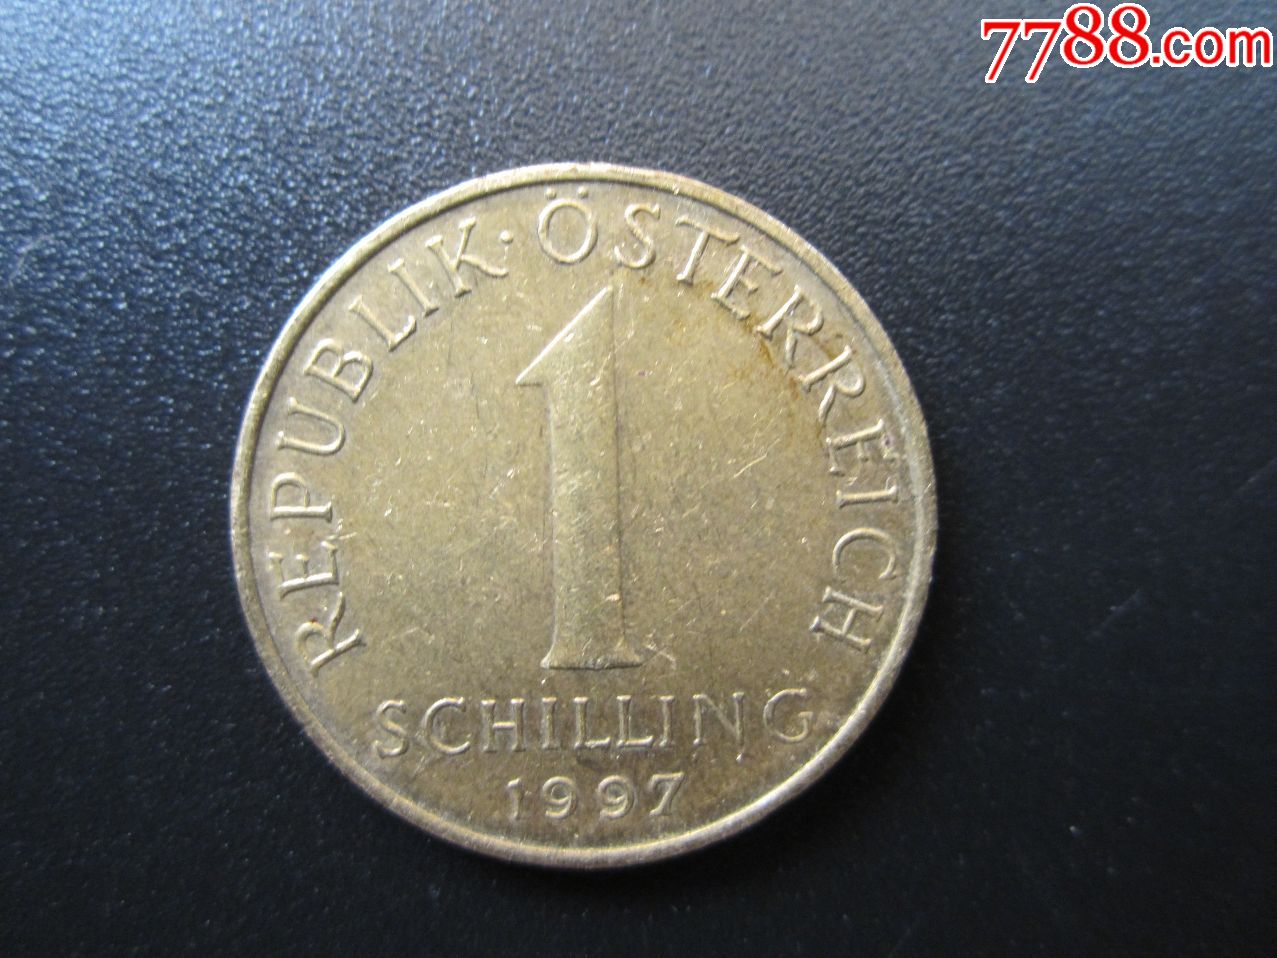 7788.com
REPUBLIK·ÖSTERREICH
1
SCHILLING
1997